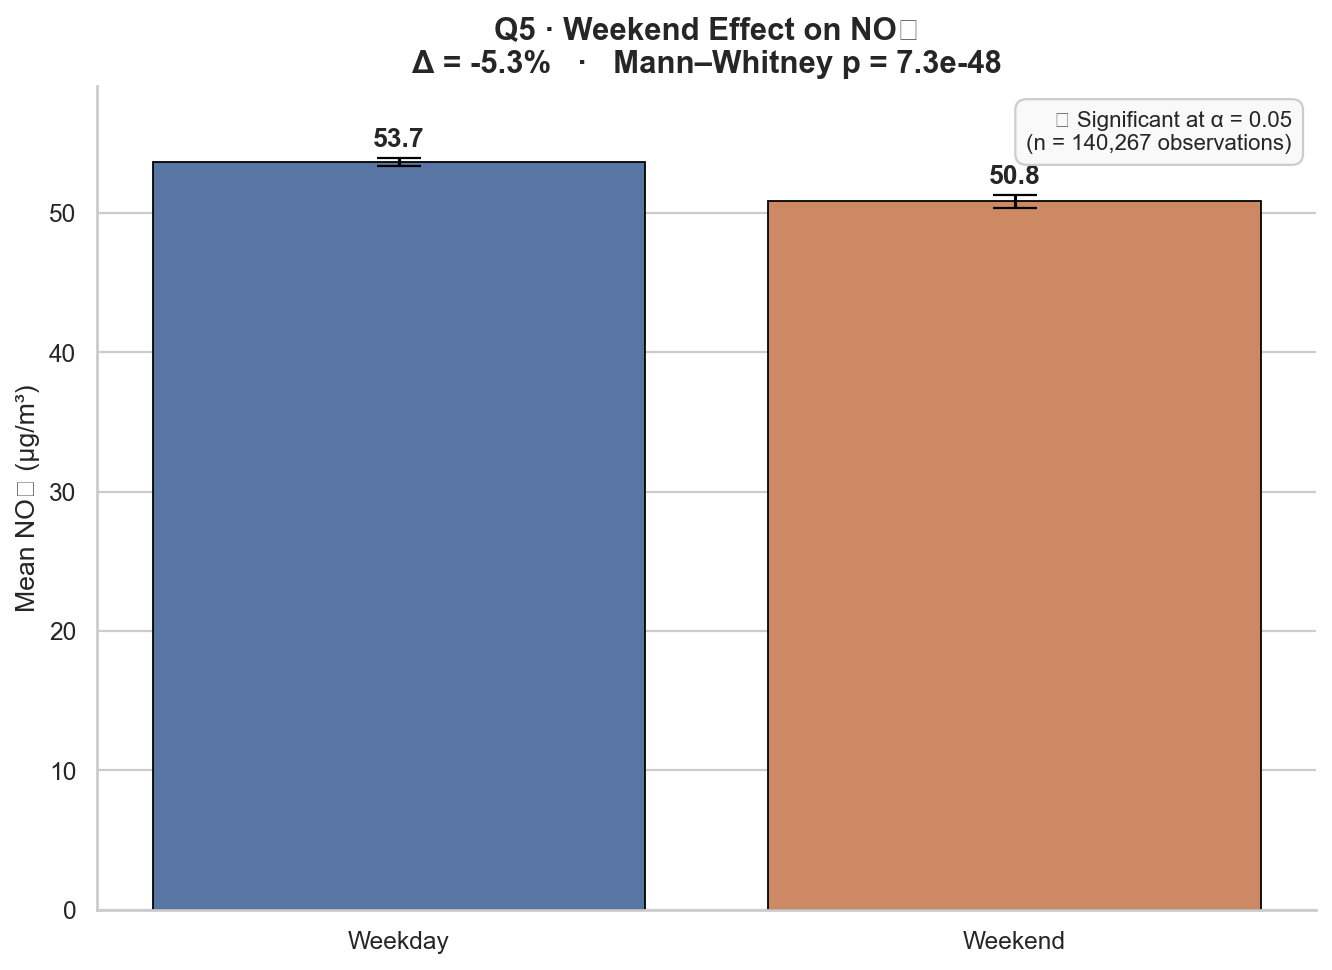 Q5 · Weekend Effect on NO□
Δ = -5.3% · Mann–Whitney p = 7.3e-48
□ Significant at α = 0.05
(n = 140,267 observations)
53.7
50.8
Mean NO□ (µg/m³)
50
40
30
20
10
0
Weekday
Weekend